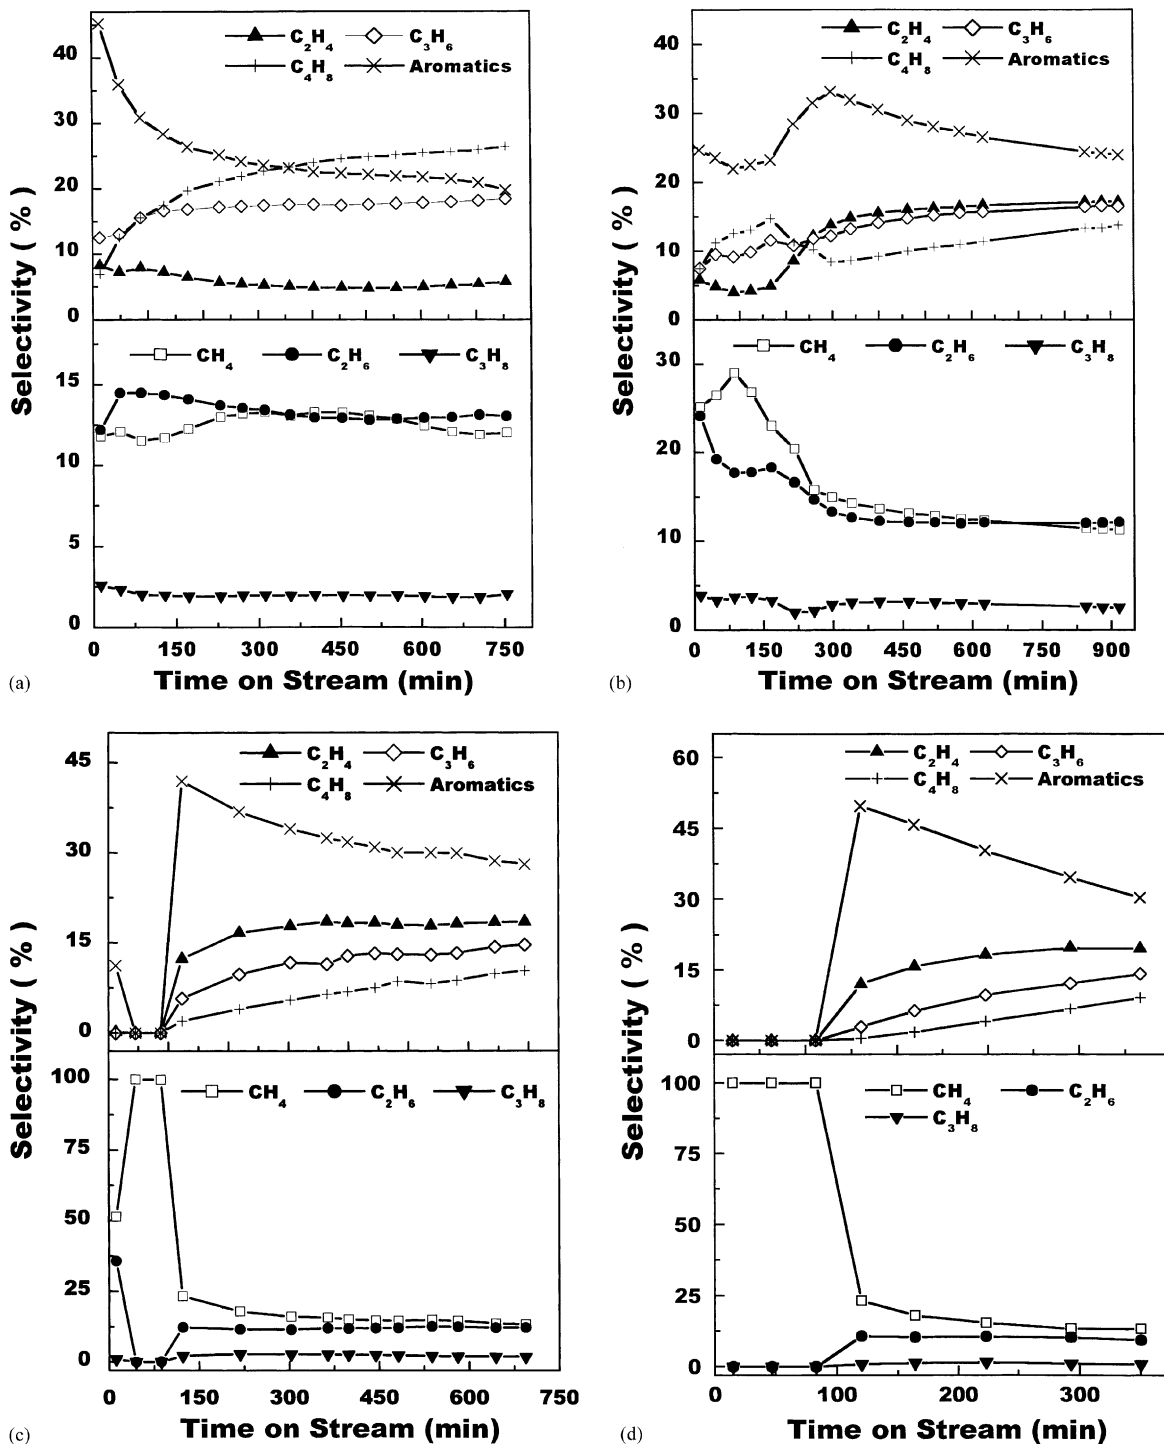 C2H4 C3H6
C4H8 Aromatics
40
30
20
10
0
Selectivity ( % )
CH4 C2H6 C3H8
15
10
5
0
0 150 300 450 600 750
Time on Stream (min)
(a)
C2H4 C3H6
C4H8 Aromatics
40
30
20
10
0
Selectivity ( % )
CH4 C2H6 C3H8
30
20
10
0
0 150 300 450 600 750 900
Time on Stream (min)
(b)
C2H4 C3H6
C4H8 Aromatics
45
30
15
0
Selectivity ( % )
CH4 C2H6 C3H8
100
75
50
25
0
0 150 300 450 600 750
Time on Stream (min)
(c)
C2H4 C3H6
C4H8 Aromatics
60
45
30
15
0
Selectivity ( % )
CH4 C2H6
C3H8
100
75
50
25
0
0 100 200 300
Time on Stream (min)
(d)